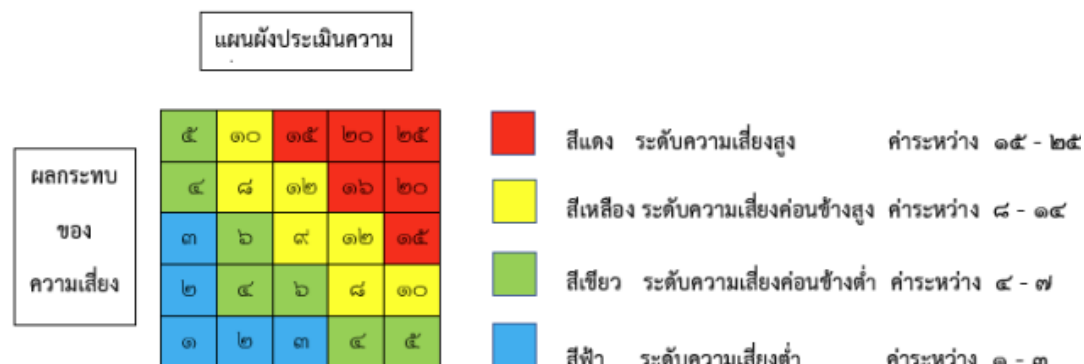 แผนผังประเมินความ
๕ ๑๐ ๑๕ ๒๐ ๒๕
๔ ๘ ๑๒ ๑๖ ๒๐
๓ ๖ ๙ ๑๒ ๑๕
๒ ๔ ๖ ๘ ๑๐
๑ ๒ ๓ ๔ ๕
ผลกระทบ
ของ
ความเสี่ยง
สีแดง ระดับความเสี่ยงสูง ค่าระหว่าง ๑๕ - ๒๕
สีเหลือง ระดับความเสี่ยงค่อนข้างสูง ค่าระหว่าง ๘ - ๑๔
สีเขียว ระดับความเสี่ยงค่อนข้างต่ำ ค่าระหว่าง ๔ - ๗
สีฟ้า ระดับความเสี่ยงต่ำ ค่าระหว่าง ๑ - ๓